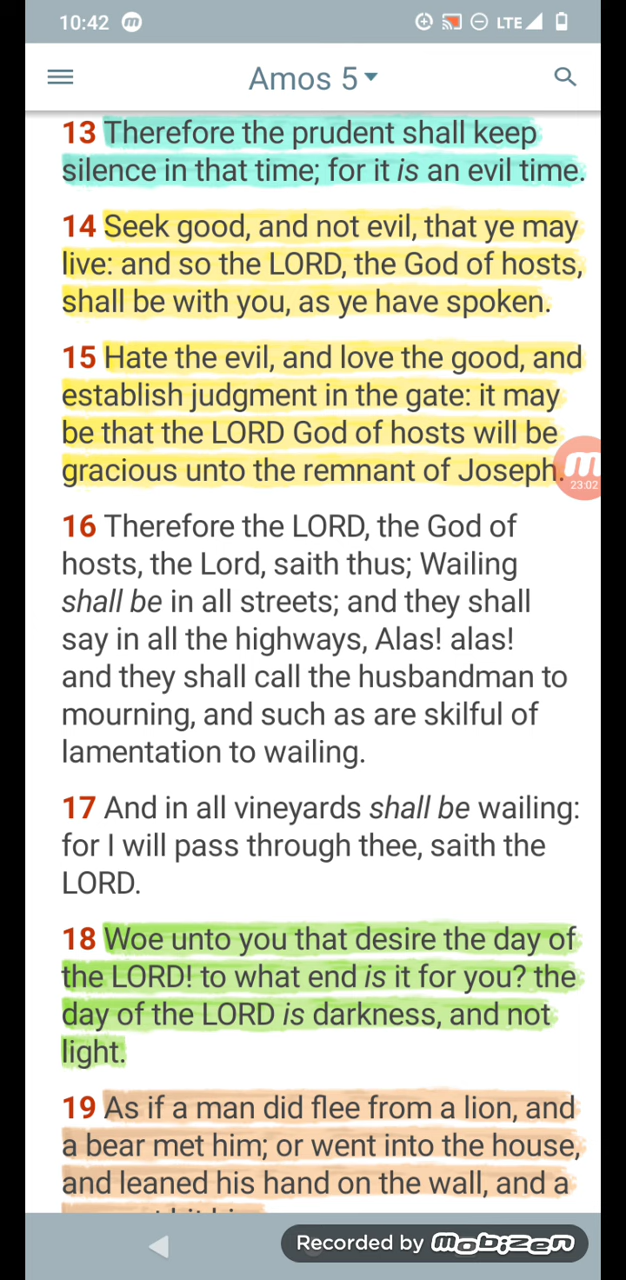 10:42 m LTE
Amos 5
13 Therefore the prudent shall keep
silence in that time; for it is an evil time.
14 Seek good, and not evil, that ye may
live: and so the LORD, the God of hosts,
shall be with you, as ye have spoken.
15 Hate the evil, and love the good, and
establish judgment in the gate: it may
be that the LORD God of hosts will be
gracious unto the remnant of Joseph.
m
23:02
16 Therefore the LORD, the God of
hosts, the Lord, saith thus; Wailing
shall be in all streets; and they shall
say in all the highways, Alas! alas!
and they shall call the husbandman to
mourning, and such as are skilful of
lamentation to wailing.
17 And in all vineyards shall be wailing:
for I will pass through thee, saith the
LORD.
18 Woe unto you that desire the day of
the LORD! to what end is it for you? the
day of the LORD is darkness, and not
light.
19 As if a man did flee from a lion, and
a bear met him; or went into the house,
and leaned his hand on the wall, and a
Recorded by mobizen